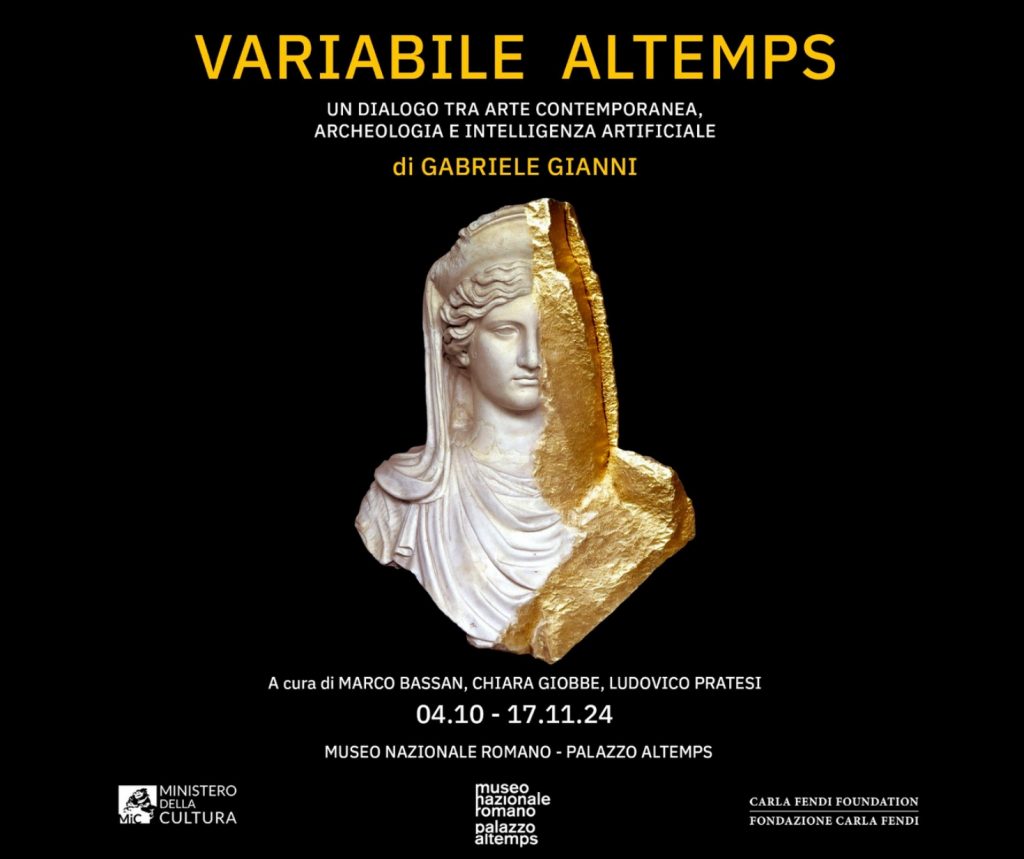 VARIABILE ALTEMPS
UN DIALOGO TRA ARTE CONTEMPORANEA,
ARCHEOLOGIA E INTELLIGENZA ARTIFICIALE
di GABRIELE GIANNI
A cura di MARCO BASSAN, CHIARA GIOBBE, LUDOVICO PRATESI
04.10 - 17.11.24
MUSEO NAZIONALE ROMANO - PALAZZO ALTEMPS
MiC
MINISTERO
DELLA
CULTURA
museo
nazionale
romano
palazzo
altemps
CARLA FENDI FOUNDATION
FONDAZIONE CARLA FENDI